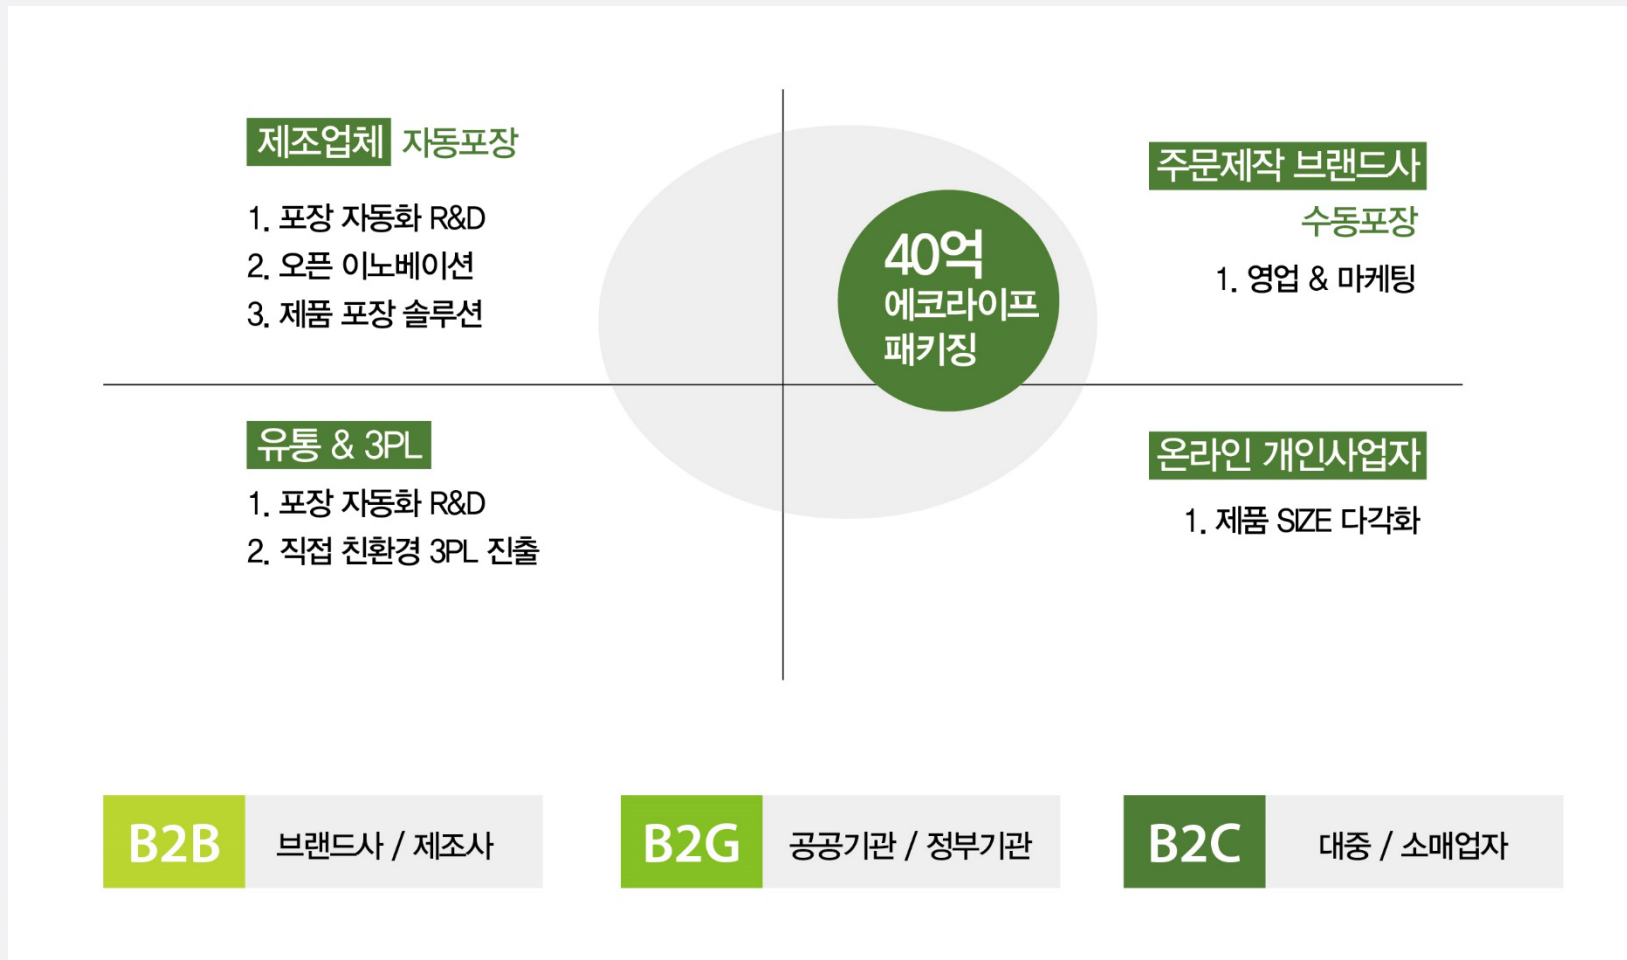 제조업체 자동포장
1. 포장 자동화 R&D
2. 오픈 이노베이션
3. 제품 포장 솔루션
40억
에코라이프
패키징
주문제작 브랜드사
수동포장
1. 영업 & 마케팅
유통 & 3PL
1. 포장 자동화 R&D
2. 직접 친환경 3PL 진출
온라인 개인사업자
1. 제품 SIZE 다각화
B2B 브랜드사 / 제조사
B2G 공공기관 / 정부기관
B2C 대중 / 소매업자